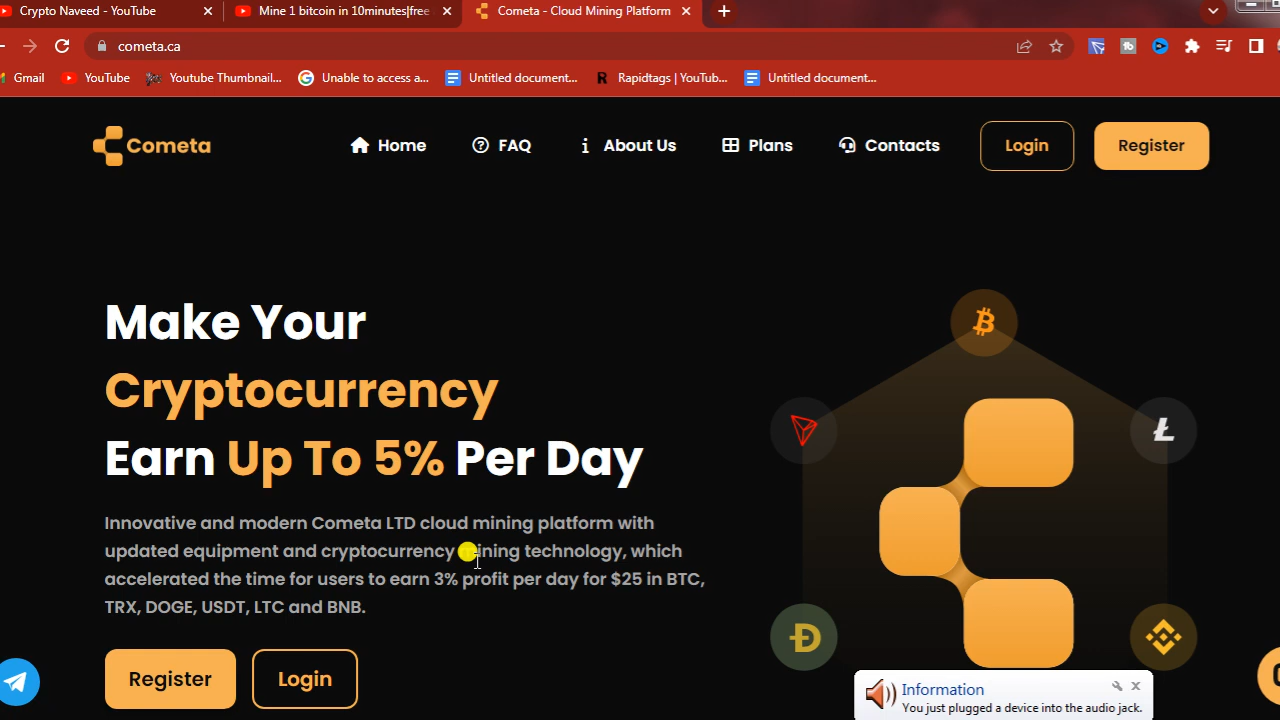 Crypto Naveed - YouTube
Mine 1 bitcoin in 10minutes|free
Cometa - Cloud Mining Platform
cometa.ca
Gmail
YouTube
Youtube Thumbnail...
Unable to access a...
Untitled document...
Rapidtags | YouTub...
Untitled document...
Cometa
Home
FAQ
About Us
Plans
Contacts
Login
Register
Make Your
Cryptocurrency
Earn Up To 5% Per Day
Innovative and modern Cometa LTD cloud mining platform with
updated equipment and cryptocurrency mining technology, which
accelerated the time for users to earn 3% profit per day for $25 in BTC,
TRX, DOGE, USDT, LTC and BNB.
Register
Login
Information
You just plugged a device into the audio jack.